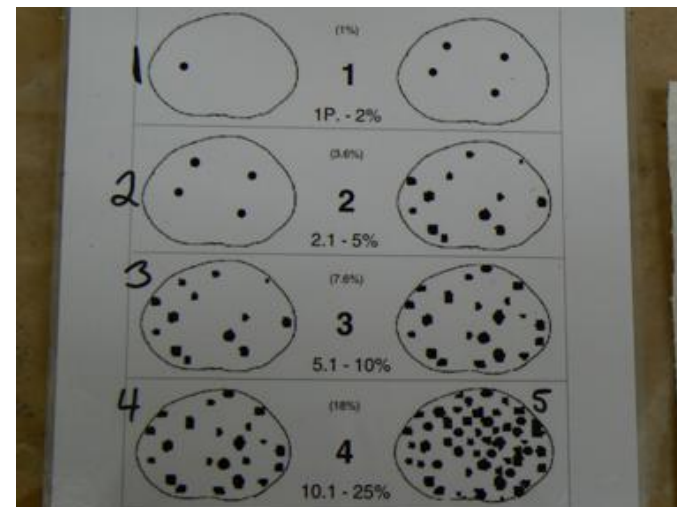 (1%)
1 1
1P. - 2%
(3.6%)
2 2
2.1 - 5%
(7.6%)
3 3
5.1 - 10%
(18%)
4 5
4
10.1 - 25%